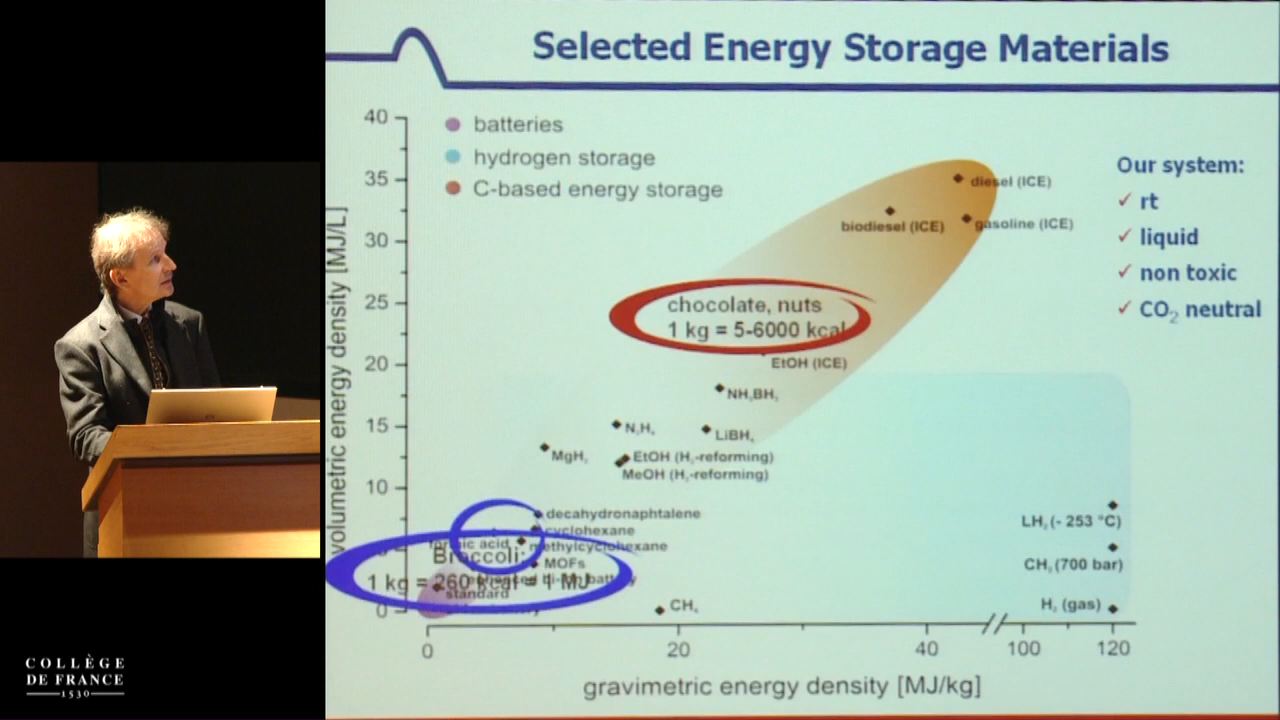 Selected Energy Storage Materials
40
35
30
25
20
15
10
0
volumetric energy density [MJ/L]
batteries
hydrogen storage
C-based energy storage
diesel (ICE)
biodiesel (ICE)
gasoline (ICE)
chocolate, nuts
1 kg = 5-6000 kcal
EtOH (ICE)
NH₃BH₃
N₂H₄
LiBH₄
MgH₂
EtOH (H₂-reforming)
MeOH (H₂-reforming)
decahydronaphtalene
cyclohexane
formic acid
methylcyclohexane
Broccoli:
MOFs
1 kg = 260 kcal = 1 MJ
standard
CH₄
LH₂ (- 253 °C)
CH₄ (700 bar)
H₂ (gas)
0
20
40
100
120
gravimetric energy density [MJ/kg]
Our system:
✓ rt
✓ liquid
✓ non toxic
✓ CO₂ neutral
COLLÈGE
DE FRANCE
1530